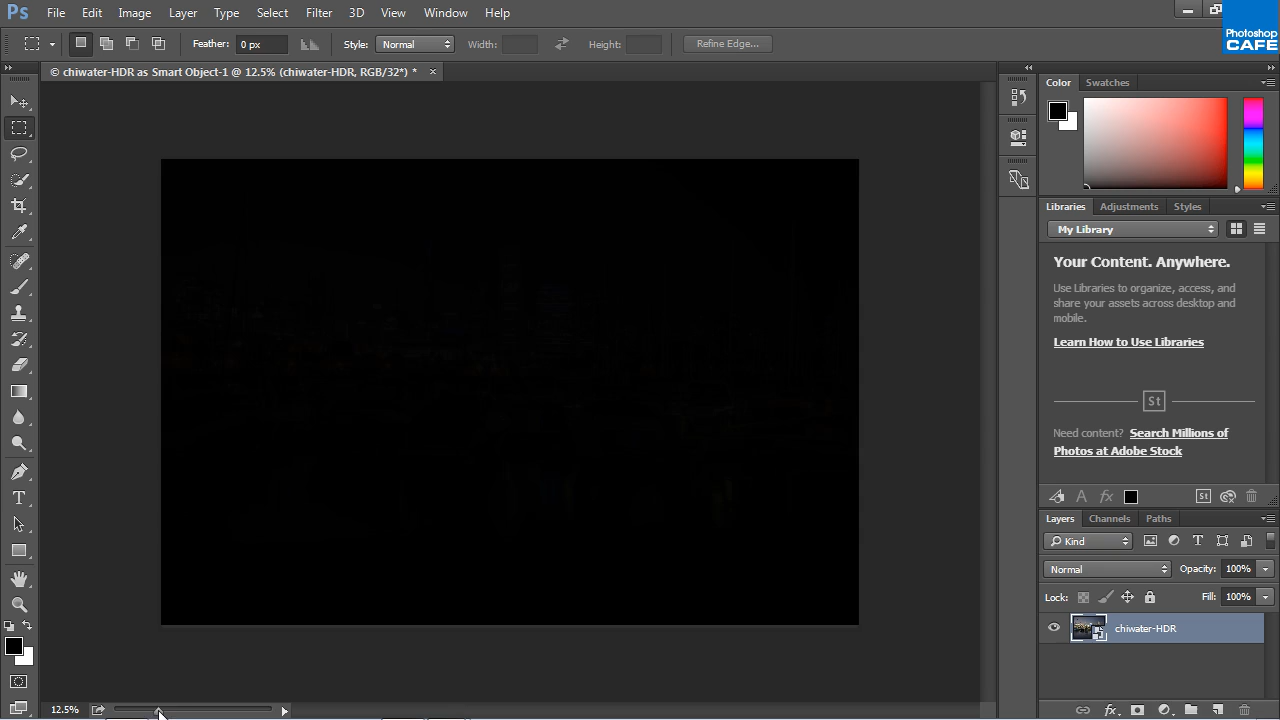 Ps File Edit Image Layer Type Select Filter 3D View Window Help
Photoshop
CAFE
Feather: 0 px Style: Normal Width: Height: Refine Edge...
© chiwater-HDR as Smart Object-1 @ 12.5% (chiwater-HDR, RGB/32*) * ×
Color Swatches
Libraries Adjustments Styles
My Library
Your Content. Anywhere.
Use Libraries to organize, access, and
share your assets across desktop and
mobile.
Learn How to Use Libraries
St
Need content? Search Millions of
Photos at Adobe Stock
A fx St
T
Layers Channels Paths
Kind T
Normal Opacity: 100%
Lock: Fill: 100%
chiwater-HDR
12.5%
fx